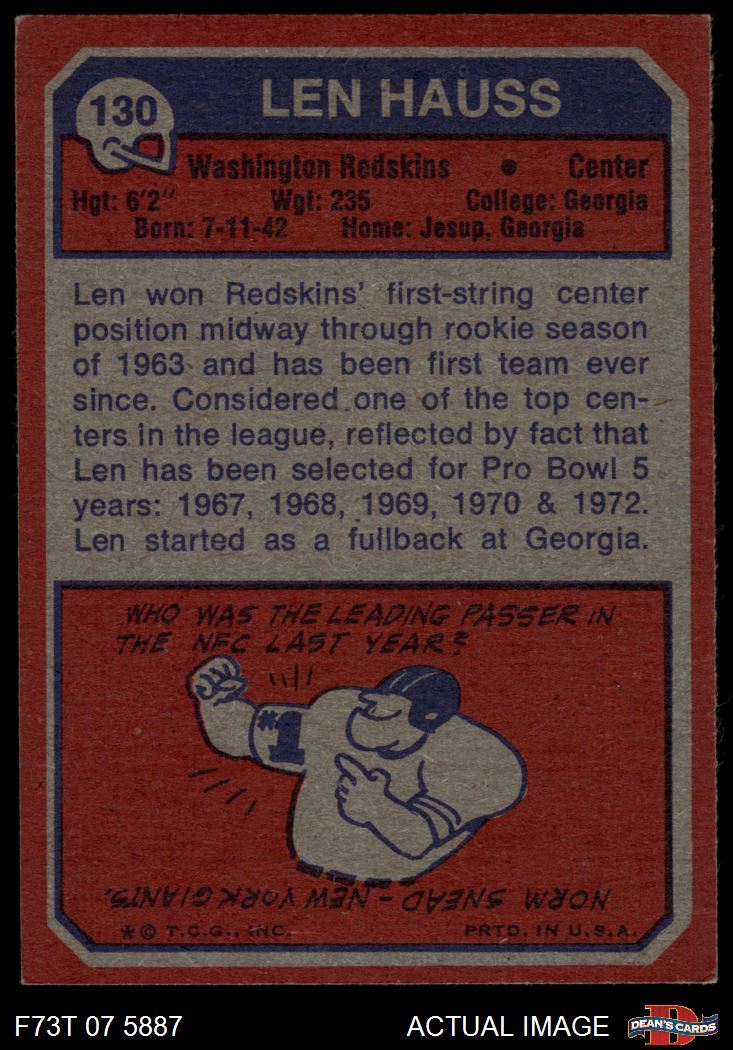 130
LEN HAUSS
Washington Redskins • Center
Hgt: 6'2" Wgt: 235 College: Georgia
Born: 7-11-42 Home: Jesup, Georgia
Len won Redskins' first-string center
position midway through rookie season
of 1963 and has been first team ever
since. Considered one of the top cen-
ters in the league, reflected by fact that
Len has been selected for Pro Bowl 5
years: 1967, 1968, 1969, 1970 & 1972.
Len started as a fullback at Georgia.
WHO WAS THE LEADING PASSER IN
THE NFC LAST YEAR?
#1
NORM SNEAD – NEW YORK GIANTS.
* © T.C.G., INC. PRTD. IN U.S.A.
F73T 07 5887 ACTUAL IMAGE
D
DEAN'S CARDS